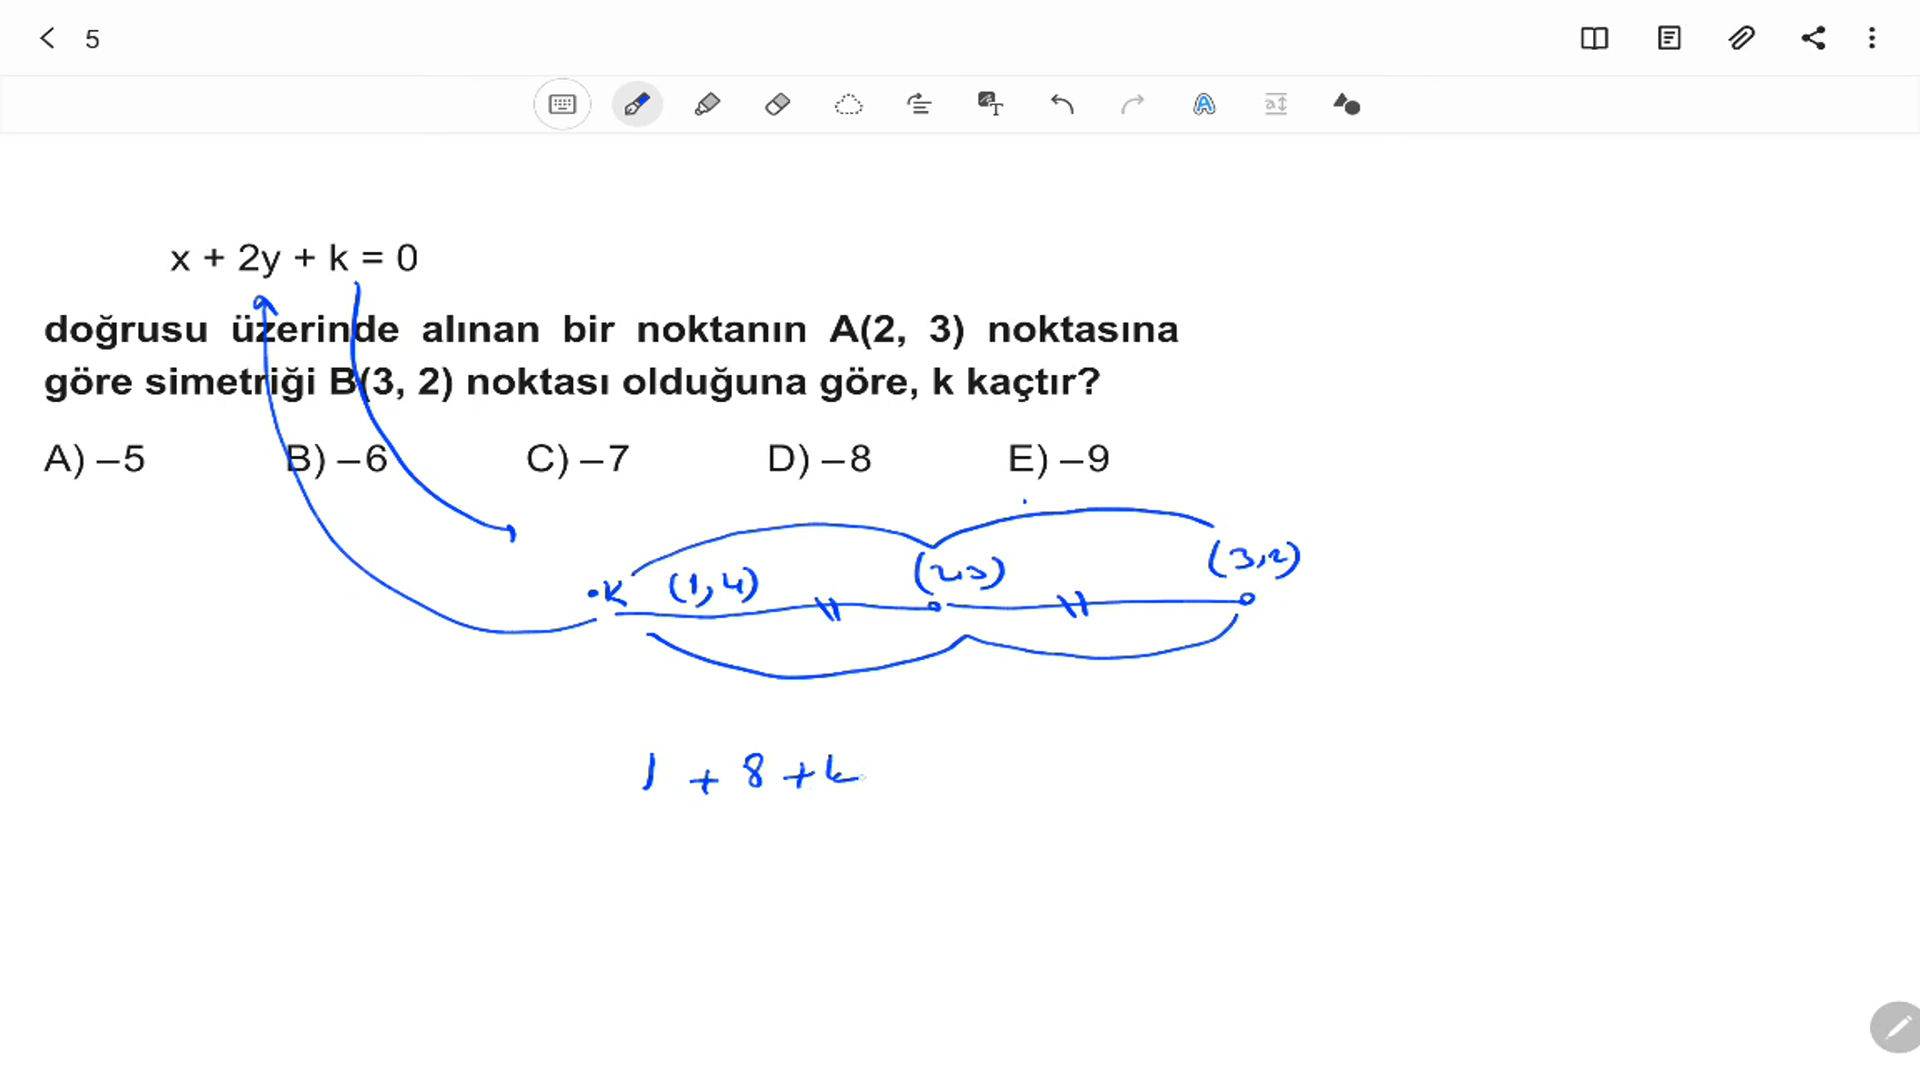 5
x + 2y + k = 0
doğrusu üzerinde alınan bir noktanın A(2, 3) noktasına
göre simetriği B(3, 2) noktası olduğuna göre, k kaçtır?
A) –5 B) –6 C) –7 D) –8 E) –9
K (1,4) (2,3) (3,2)
1 + 8 + k